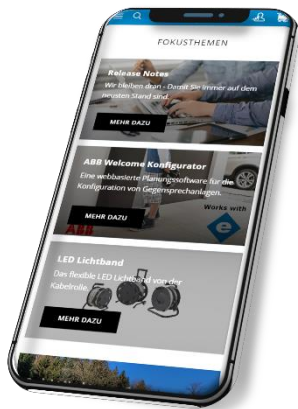 FOKUSTHEMEN
Release Notes
Wir bleiben dran - Damit Sie immer auf dem
neusten Stand sind.
MEHR DAZU
ABB Welcome Konfigurator
Eine webbasierte Planungssoftware für die
Konfiguration von Gegensprechanlagen.
MEHR DAZU
Works with
e
ABB
LED Lichtband
Das flexible LED Lichtband von der
Kabelrolle.
MEHR DAZU